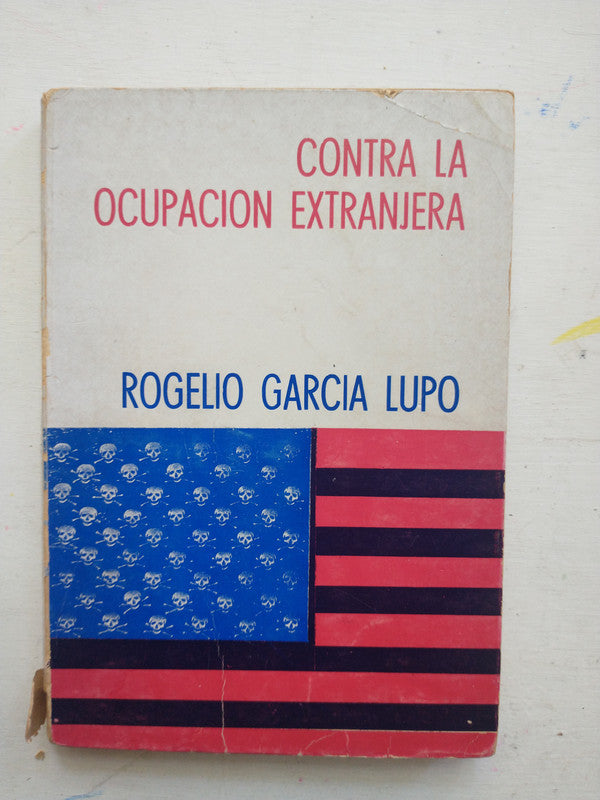 CONTRA LA
OCUPACION EXTRANJERA
ROGELIO GARCIA LUPO